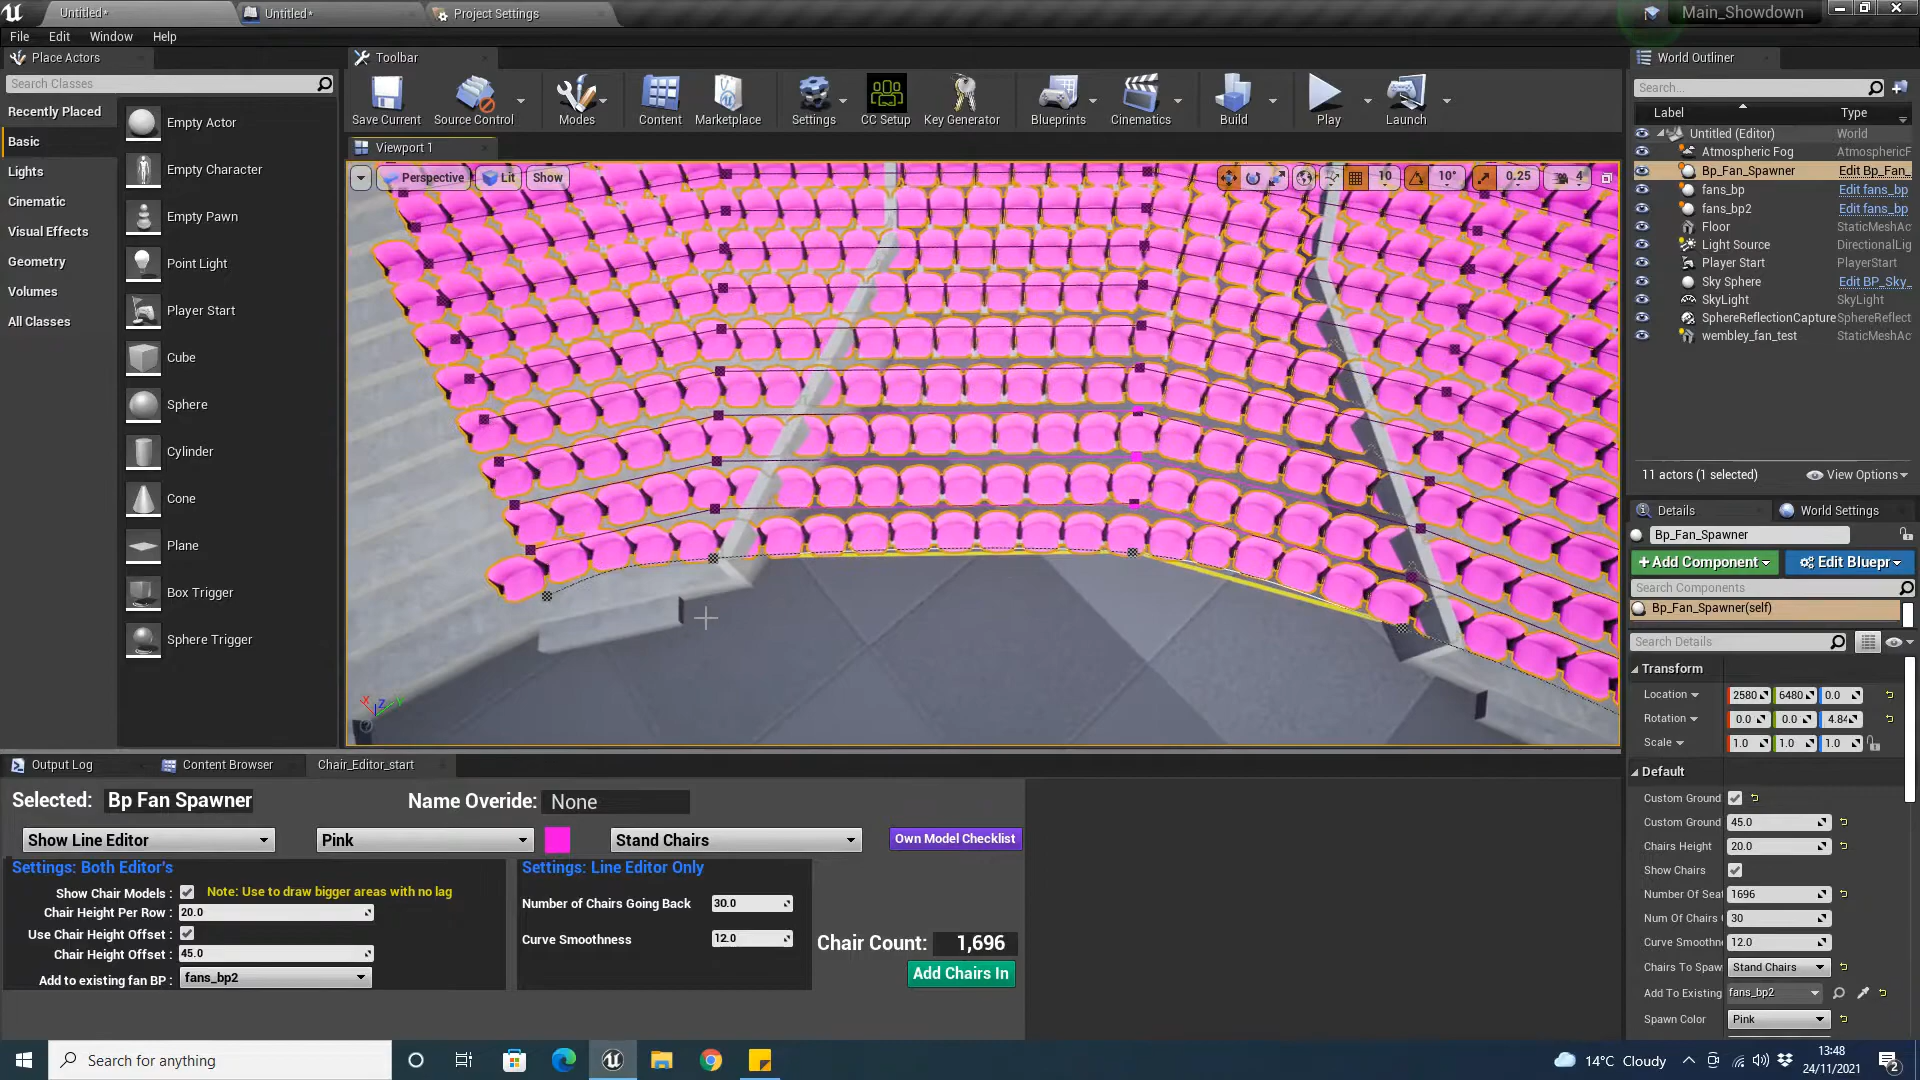 Untitled*
Untitled*
Project Settings
Main_Showdown
File Edit Window Help
Place Actors
Search Classes
Recently Placed
Basic
Lights
Cinematic
Visual Effects
Geometry
Volumes
All Classes
Empty Actor
Empty Character
Empty Pawn
Point Light
Player Start
Cube
Sphere
Cylinder
Cone
Plane
Box Trigger
Sphere Trigger
Toolbar
Save Current
Source Control
Modes
Content
Marketplace
Settings
CC Setup
Key Generator
Blueprints
Cinematics
Build
Play
Launch
Viewport 1
Perspective
Lit
Show
10
10°
0.25
4
X Z Y
World Outliner
Search...
Label Type
Untitled (Editor) World
Atmospheric Fog AtmosphericF
Bp_Fan_Spawner Edit Bp_Fan_
fans_bp Edit fans_bp
fans_bp2 Edit fans_bp
Floor StaticMeshAc
Light Source DirectionalLig
Player Start PlayerStart
Sky Sphere Edit BP_Sky_
SkyLight SkyLight
SphereReflectionCapture SphereReflect
wembley_fan_test StaticMeshAc
11 actors (1 selected)
View Options
Details
World Settings
Bp_Fan_Spawner
+Add Component
Edit Bluepr
Search Components
Bp_Fan_Spawner(self)
Search Details
Transform
Location 2580 6480 0.0
Rotation 0.0 0.0 4.84
Scale 1.0 1.0 1.0
Default
Custom Ground
Custom Ground 45.0
Chairs Height 20.0
Show Chairs
Number Of Sea 1696
Num Of Chairs 30
Curve Smoothn 12.0
Chairs To Spaw Stand Chairs
Add To Existing fans_bp2
Spawn Color Pink
Output Log
Content Browser
Chair_Editor_start
Selected: Bp Fan Spawner
Name Overide: None
Show Line Editor
Pink
Stand Chairs
Own Model Checklist
Settings: Both Editor's
Show Chair Models : Note: Use to draw bigger areas with no lag
Chair Height Per Row : 20.0
Use Chair Height Offset :
Chair Height Offset : 45.0
Add to existing fan BP : fans_bp2
Settings: Line Editor Only
Number of Chairs Going Back 30.0
Curve Smoothness 12.0
Chair Count: 1,696
Add Chairs In
Search for anything
14°C Cloudy
13:48
24/11/2021
2